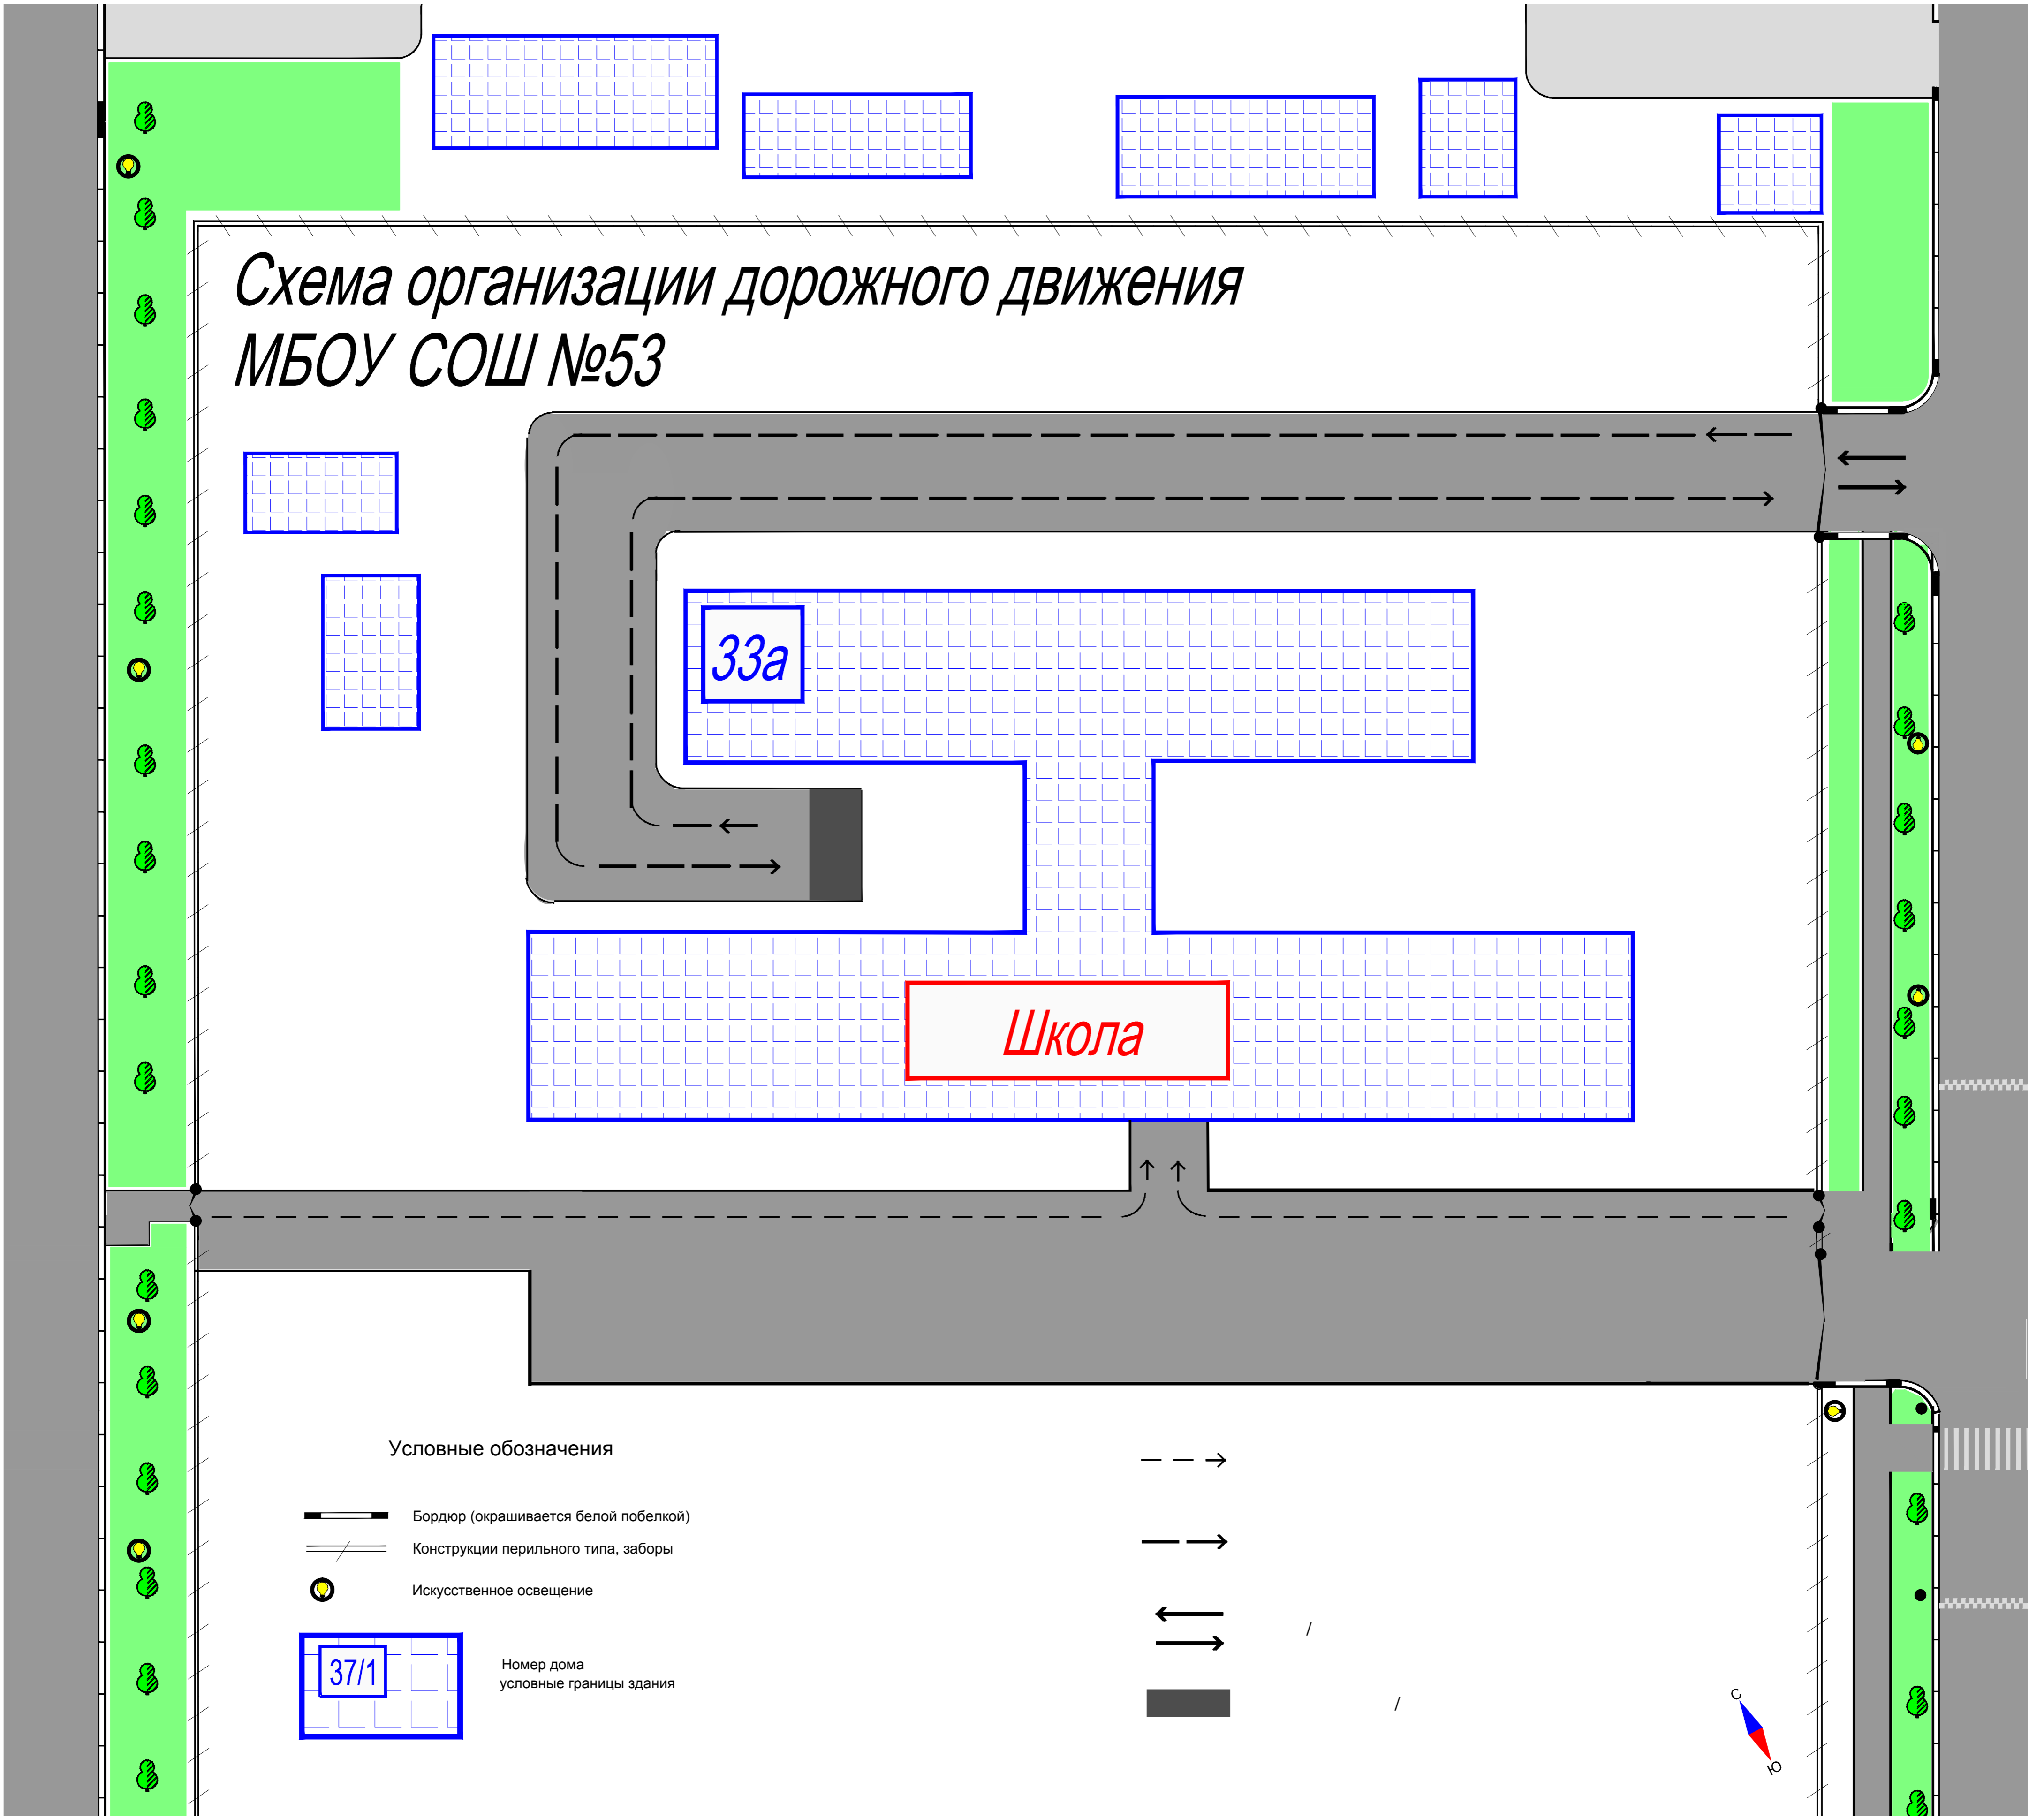 Схема организации дорожного движения
МБОУ СОШ №53
33а
Школа
Условные обозначения
Бордюр (окрашивается белой побелкой)
Конструкции перильного типа, заборы
Искусственное освещение
37/1
Номер дома
условные границы здания
/
/
С
Ю